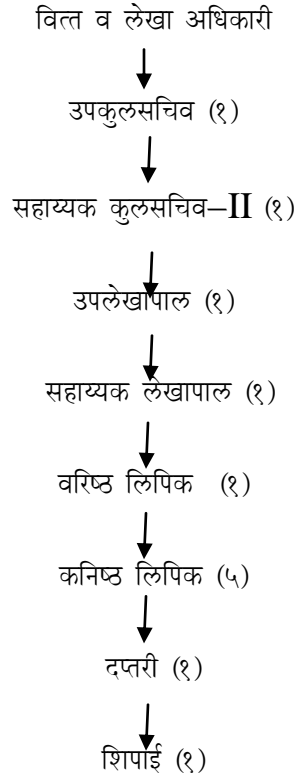 वित्त व लेखा अधिकारी
उपकुलसचिव (१)
सहाय्यक कुलसचिव–II (१)
उपलेखापाल (१)
सहाय्यक लेखापाल (१)
वरिष्ठ लिपिक (१)
कनिष्ठ लिपिक (५)
दप्तरी (१)
शिपाई (१)